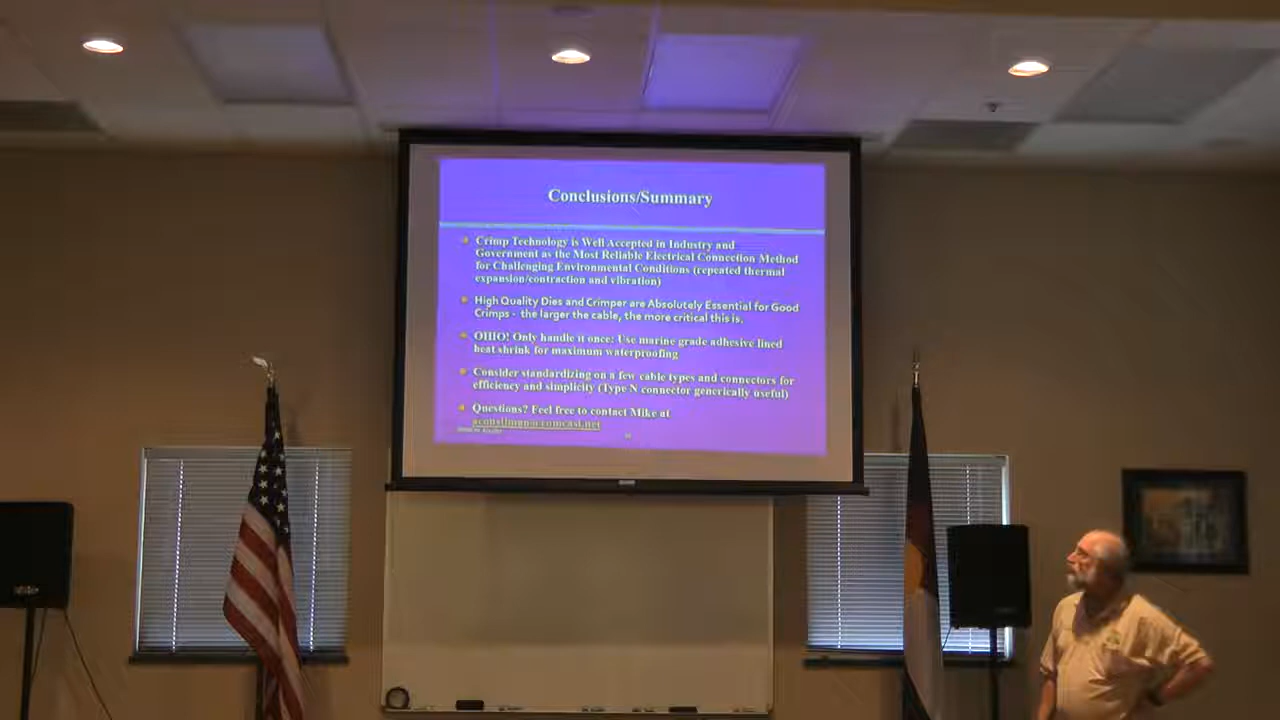 Conclusions/Summary
Crimp Technology is Well Accepted in Industry and
Government as the Most Reliable Electrical Connection Method
for Challenging Environmental Conditions (repeated thermal
expansion/contraction and vibration)
High Quality Dies and Crimper are Absolutely Essential for Good
Crimps - the larger the cable, the more critical this is.
OHIO! Only handle it once: Use marine grade adhesive lined
heat shrink for maximum waterproofing
Consider standardizing on a few cable types and connectors for
efficiency and simplicity (Type N connector generically useful)
Questions? Feel free to contact Mike at